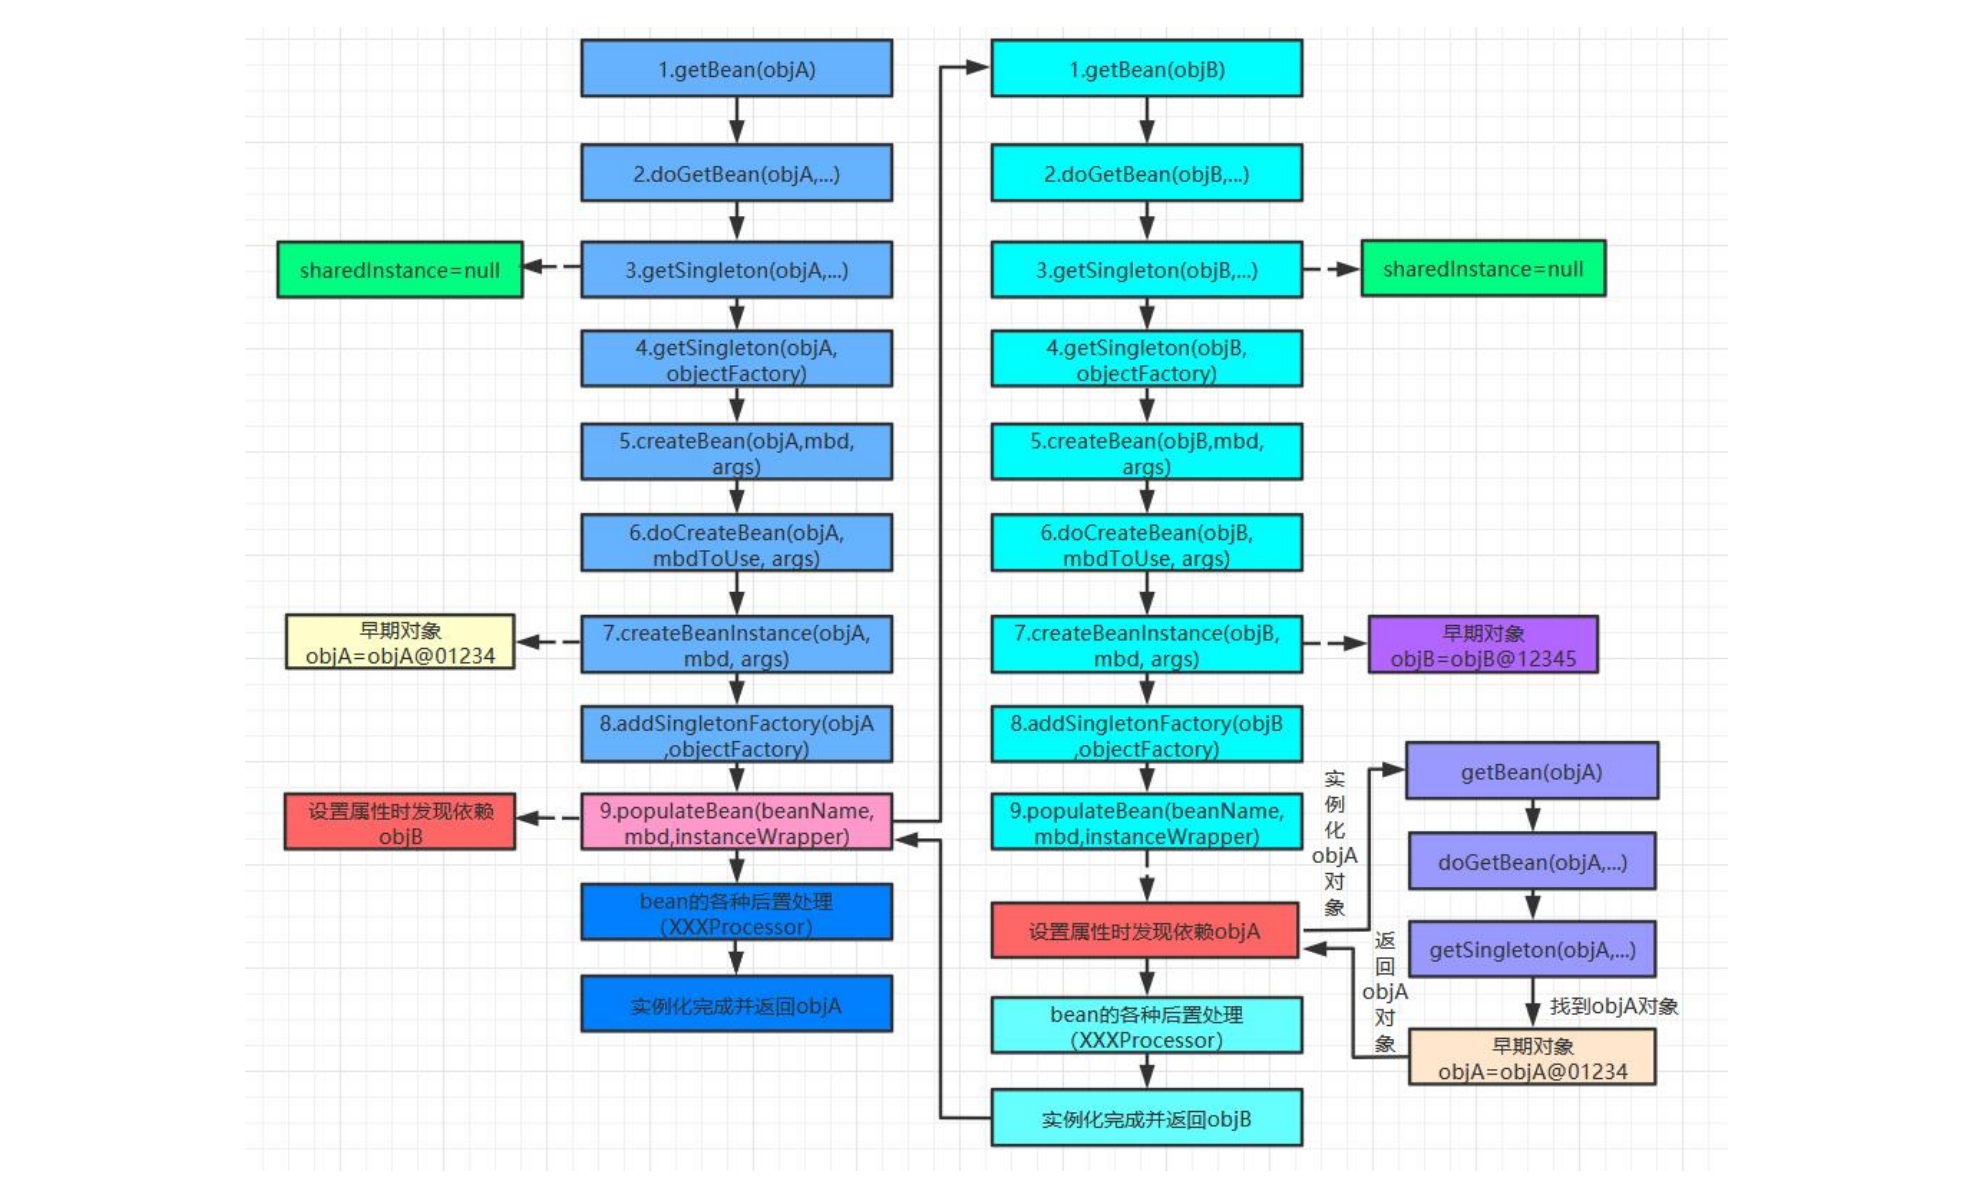 1.getBean(objA)
2.doGetBean(objA,...)
sharedInstance=null
3.getSingleton(objA,...)
4.getSingleton(objA,
objectFactory)
5.createBean(objA,mbd,
args)
6.doCreateBean(objA,
mbdToUse, args)
早期对象
objA=objA@01234
7.createBeanInstance(objA,
mbd, args)
8.addSingletonFactory(objA
,objectFactory)
设置属性时发现依赖
objB
9.populateBean(beanName,
mbd,instanceWrapper)
bean的各种后置处理
(XXXProcessor)
实例化完成并返回objA
1.getBean(objB)
2.doGetBean(objB,...)
3.getSingleton(objB,...)
sharedInstance=null
4.getSingleton(objB,
objectFactory)
5.createBean(objB,mbd,
args)
6.doCreateBean(objB,
mbdToUse, args)
7.createBeanInstance(objB,
mbd, args)
早期对象
objB=objB@12345
8.addSingletonFactory(objB
,objectFactory)
9.populateBean(beanName,
mbd,instanceWrapper)
设置属性时发现依赖objA
bean的各种后置处理
(XXXProcessor)
实例化完成并返回objB
实
例
化
objA
对
象
getBean(objA)
doGetBean(objA,...)
getSingleton(objA,...)
找到objA对象
早期对象
objA=objA@01234
返
回
objA
对
象